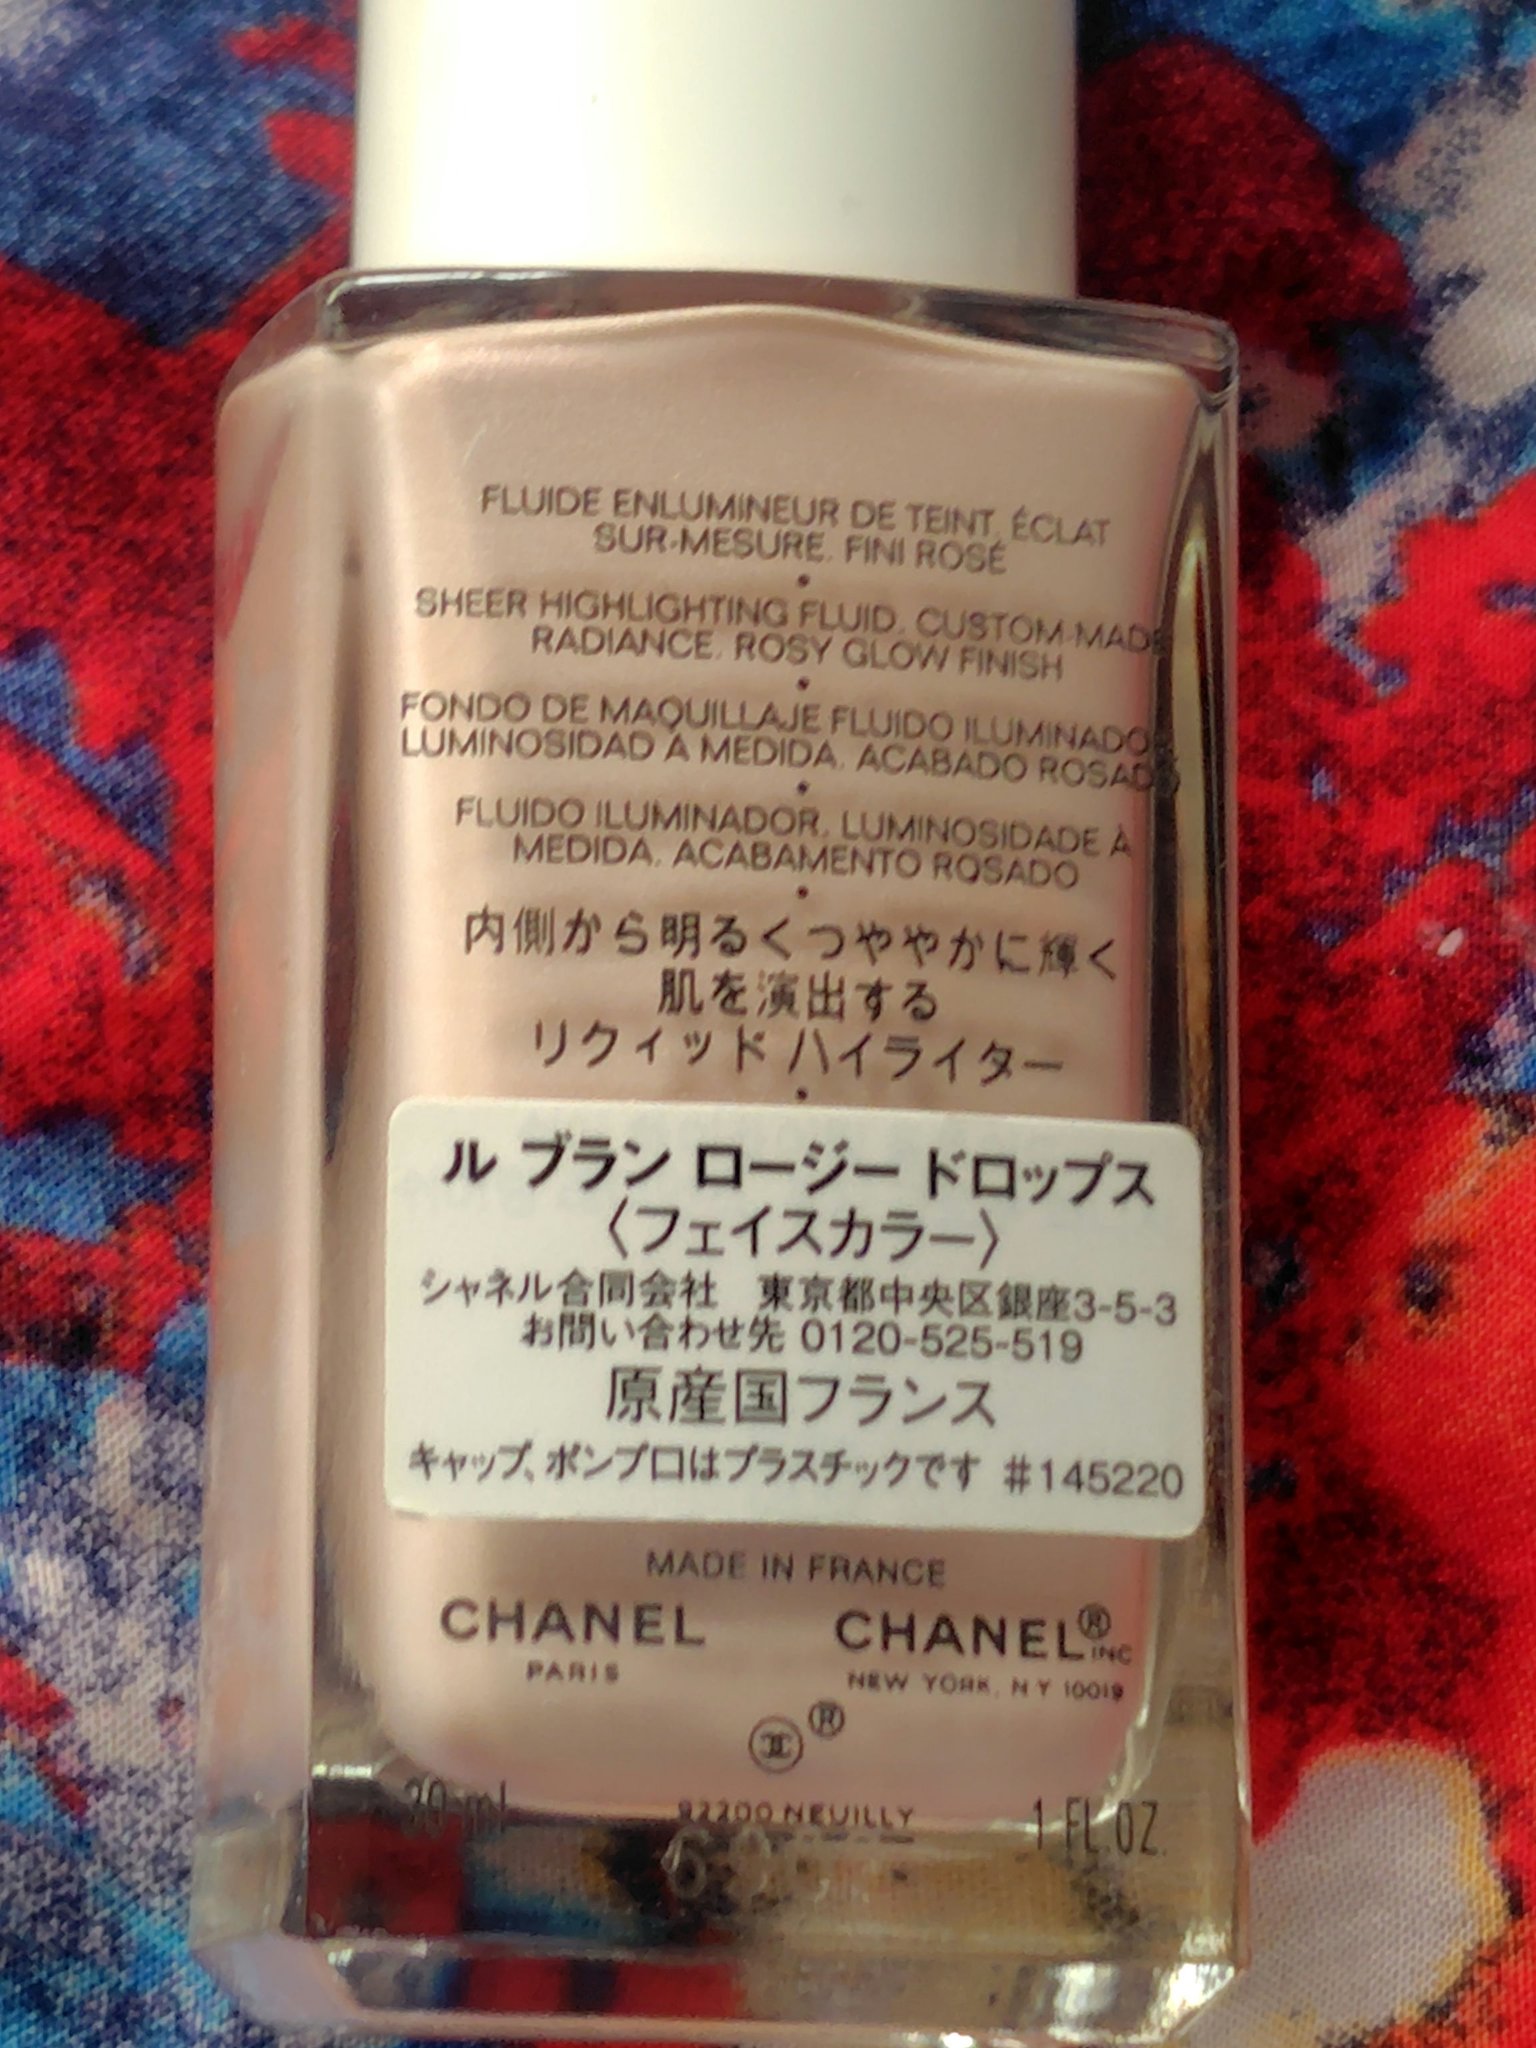 FLUIDE ENLUMINEUR DE TEINT, ÉCLAT
SUR-MESURE. FINI ROSÉ
•
SHEER HIGHLIGHTING FLUID, CUSTOM-MADE
RADIANCE. ROSY GLOW FINISH
•
FONDO DE MAQUILLAJE FLUIDO ILUMINADOR,
LUMINOSIDAD A MEDIDA. ACABADO ROSADO
•
FLUIDO ILUMINADOR, LUMINOSIDADE À
MEDIDA. ACABAMENTO ROSADO
•
内側から明るくつややかに輝く
肌を演出する
リクィッド ハイライター
•
ル ブラン ロージー ドロップス
〈フェイスカラー〉
シャネル合同会社 東京都中央区銀座3-5-3
お問い合わせ先 0120-525-519
原産国フランス
キャップ、ポンプ口はプラスチックです #145220
MADE IN FRANCE
CHANEL CHANEL® INC
PARIS NEW YORK, N Y 10019
®
30 ml 92200 NEUILLY 1 FL.OZ.